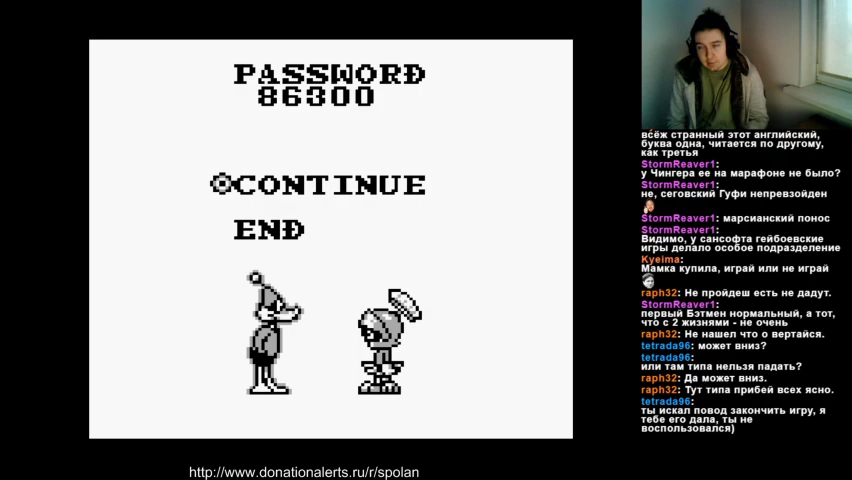 PASSWORD
86300
CONTINUE
END
всёж странный этот английский,
буква одна, читается по другому,
как третья
StormReaver1:
у Чингера ее на марафоне не было?
StormReaver1:
не, сеговский Гуфи непревзойден
StormReaver1: марсианский понос
StormReaver1:
Видимо, у сансофта гейбоевские
игры делало особое подразделение
Kyeima:
Мамка купила, играй или не играй
raph32: Не пройдеш есть не дадут.
StormReaver1:
первый Бэтмен нормальный, а тот,
что с 2 жизнями - не очень
raph32: Не нашел что о вертайся.
tetrada96: может вниз?
tetrada96:
или там типа нельзя падать?
raph32: Да может вниз.
raph32: Тут типа прибей всех ясно.
tetrada96:
ты искал повод закончить игру, я
тебе его дала, ты не
воспользовался)
http://www.donationalerts.ru/r/spolan